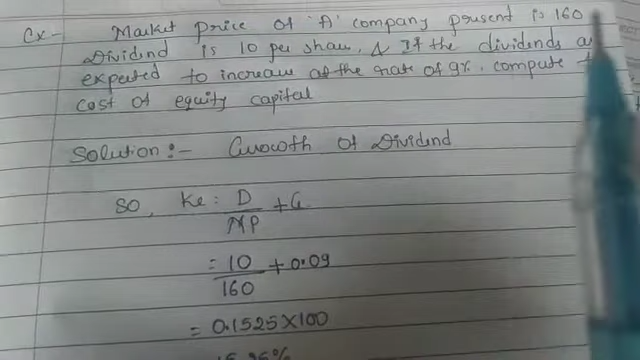 Ex- Market price of 'A' company present is 160
Dividend is 10 per share, & If the dividends
expected to increase at the rate of 9%. compute
cost of equity capital
Solution:- Growth of Dividend
So, Ke: D/MP + G
= 10/160 + 0.09
= 0.1525 X 100